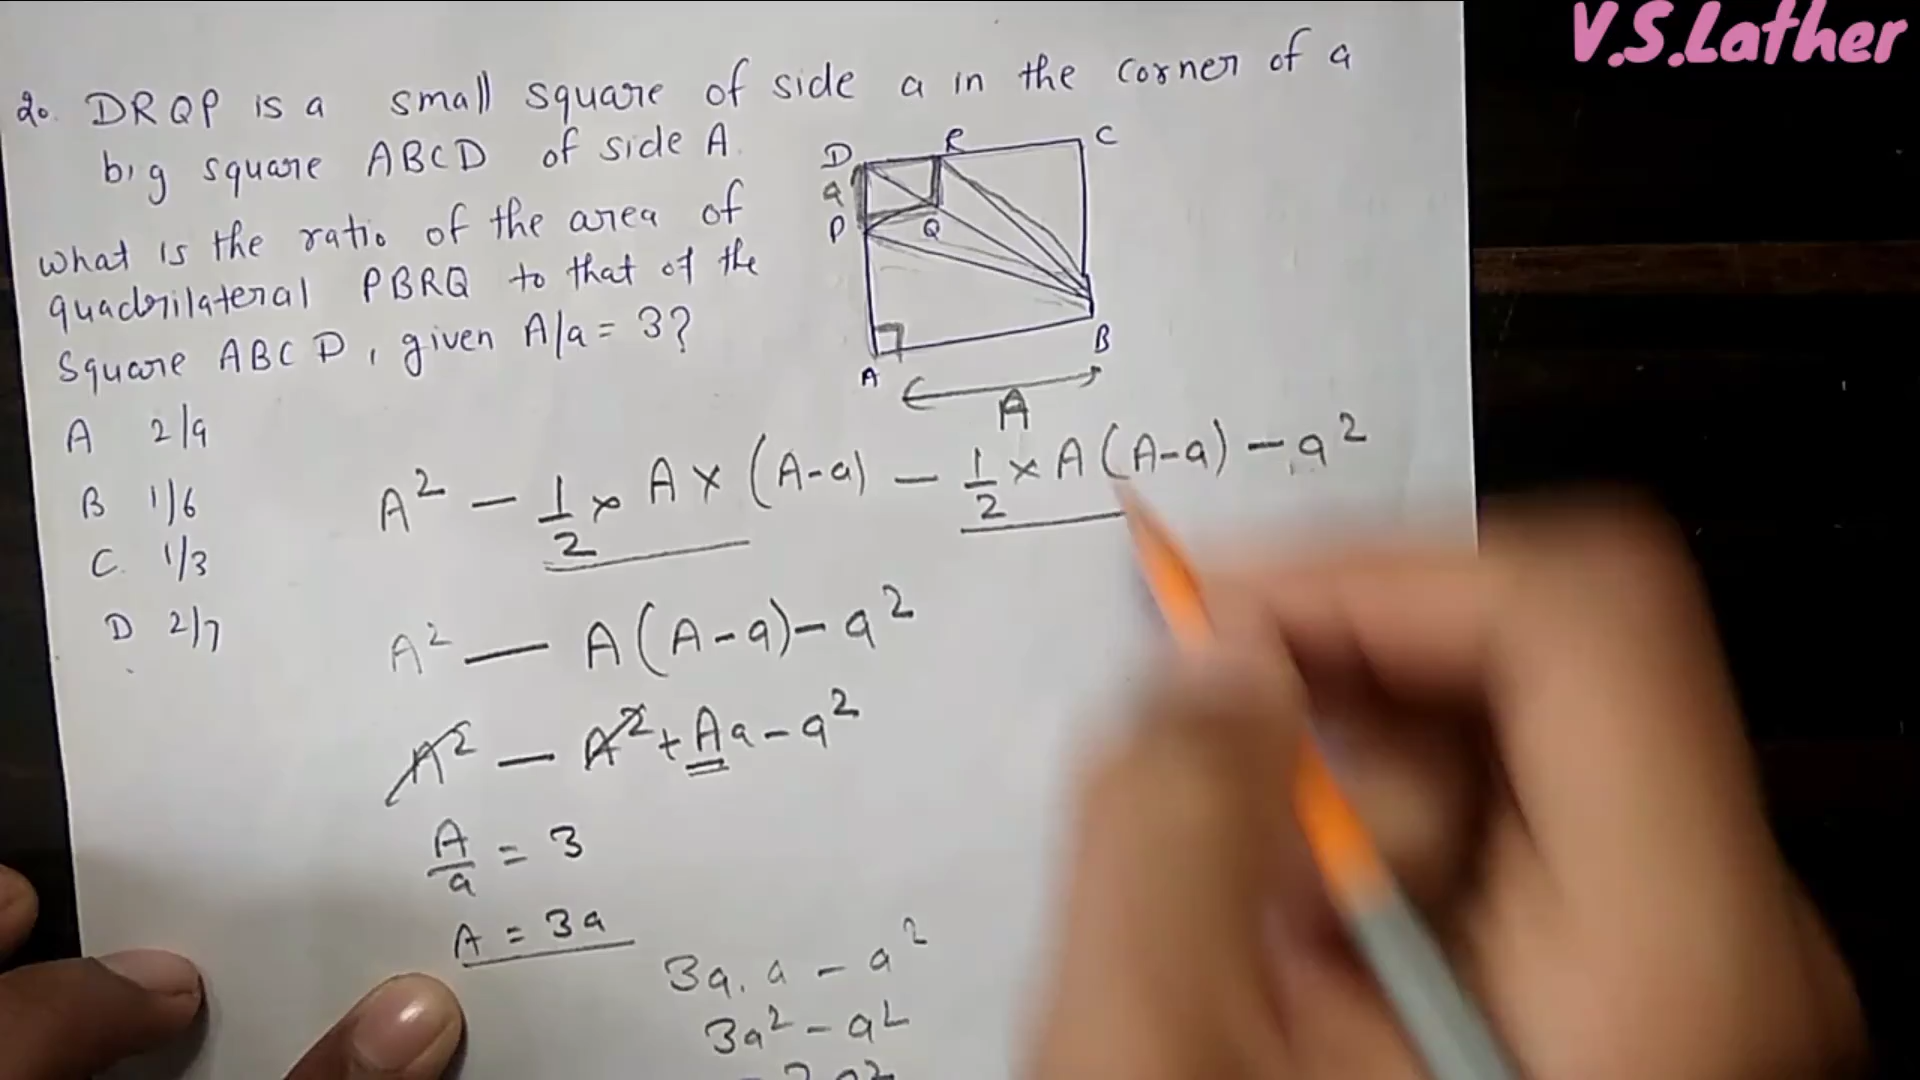 V.S.Lather
20. DRQP is a small square of side a in the corner of a
big square ABCD of side A.
what is the ratio of the area of
quadrilateral PBRQ to that of the
Square ABCD, given A/a = 3?
A 2/9
B 1/6
C. 1/3
D 2/7
D R C
a
P Q
B
A
A
A² - 1/2 × A × (A-a) - 1/2 × A (A-a) - a²
A² - A (A-a) - a²
A² - A² + Aa - a²
A/a = 3
A = 3a
3a. a - a²
3a² - a²